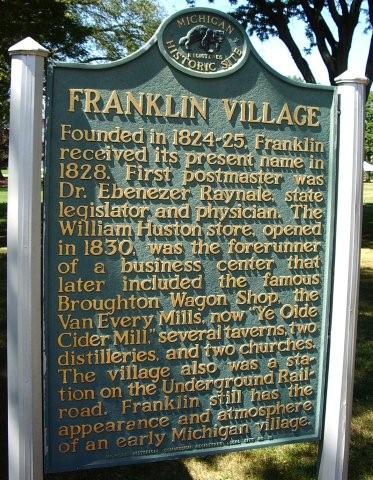 MICHIGAN
HISTORIC SITE
FRANKLIN VILLAGE
Founded in 1824-25, Franklin
received its present name in
1828. First postmaster was
Dr. Ebenezer Raynale, state
legislator and physician. The
William Huston store, opened
in 1830, was the forerunner
of a business center that
later included the famous
Broughton Wagon Shop, the
Van Every Mills, now "Ye Olde
Cider Mill," several taverns, two
distilleries, and two churches.
The village also was a sta-
tion on the Underground Rail-
road. Franklin still has the
appearance and atmosphere
of an early Michigan village.
MICHIGAN HISTORICAL COMMISSION